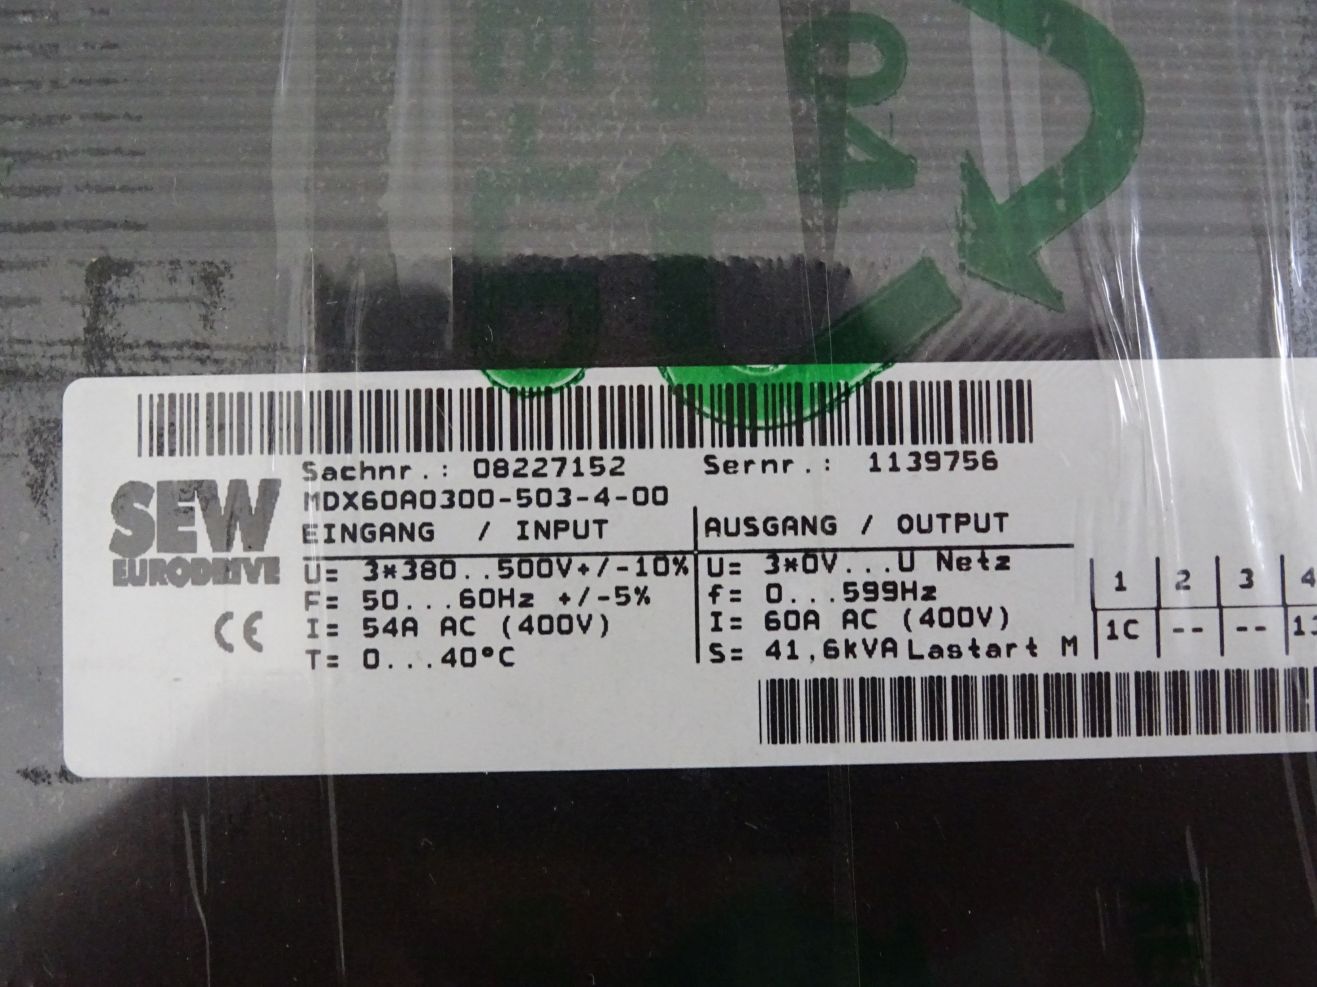 Sachnr.: 08227152 Sernr.: 1139756
MDX60A0300-503-4-00
SEW
EURODRIVE
CE
EINGANG / INPUT
U= 3*380..500V+/-10%
F= 50...60Hz +/-5%
I= 54A AC (400V)
T= 0...40°C
AUSGANG / OUTPUT
U= 3*0V...U Netz
f= 0...599Hz
I= 60A AC (400V)
S= 41,6kVA Lastart M
1 2 3 4
1C -- --